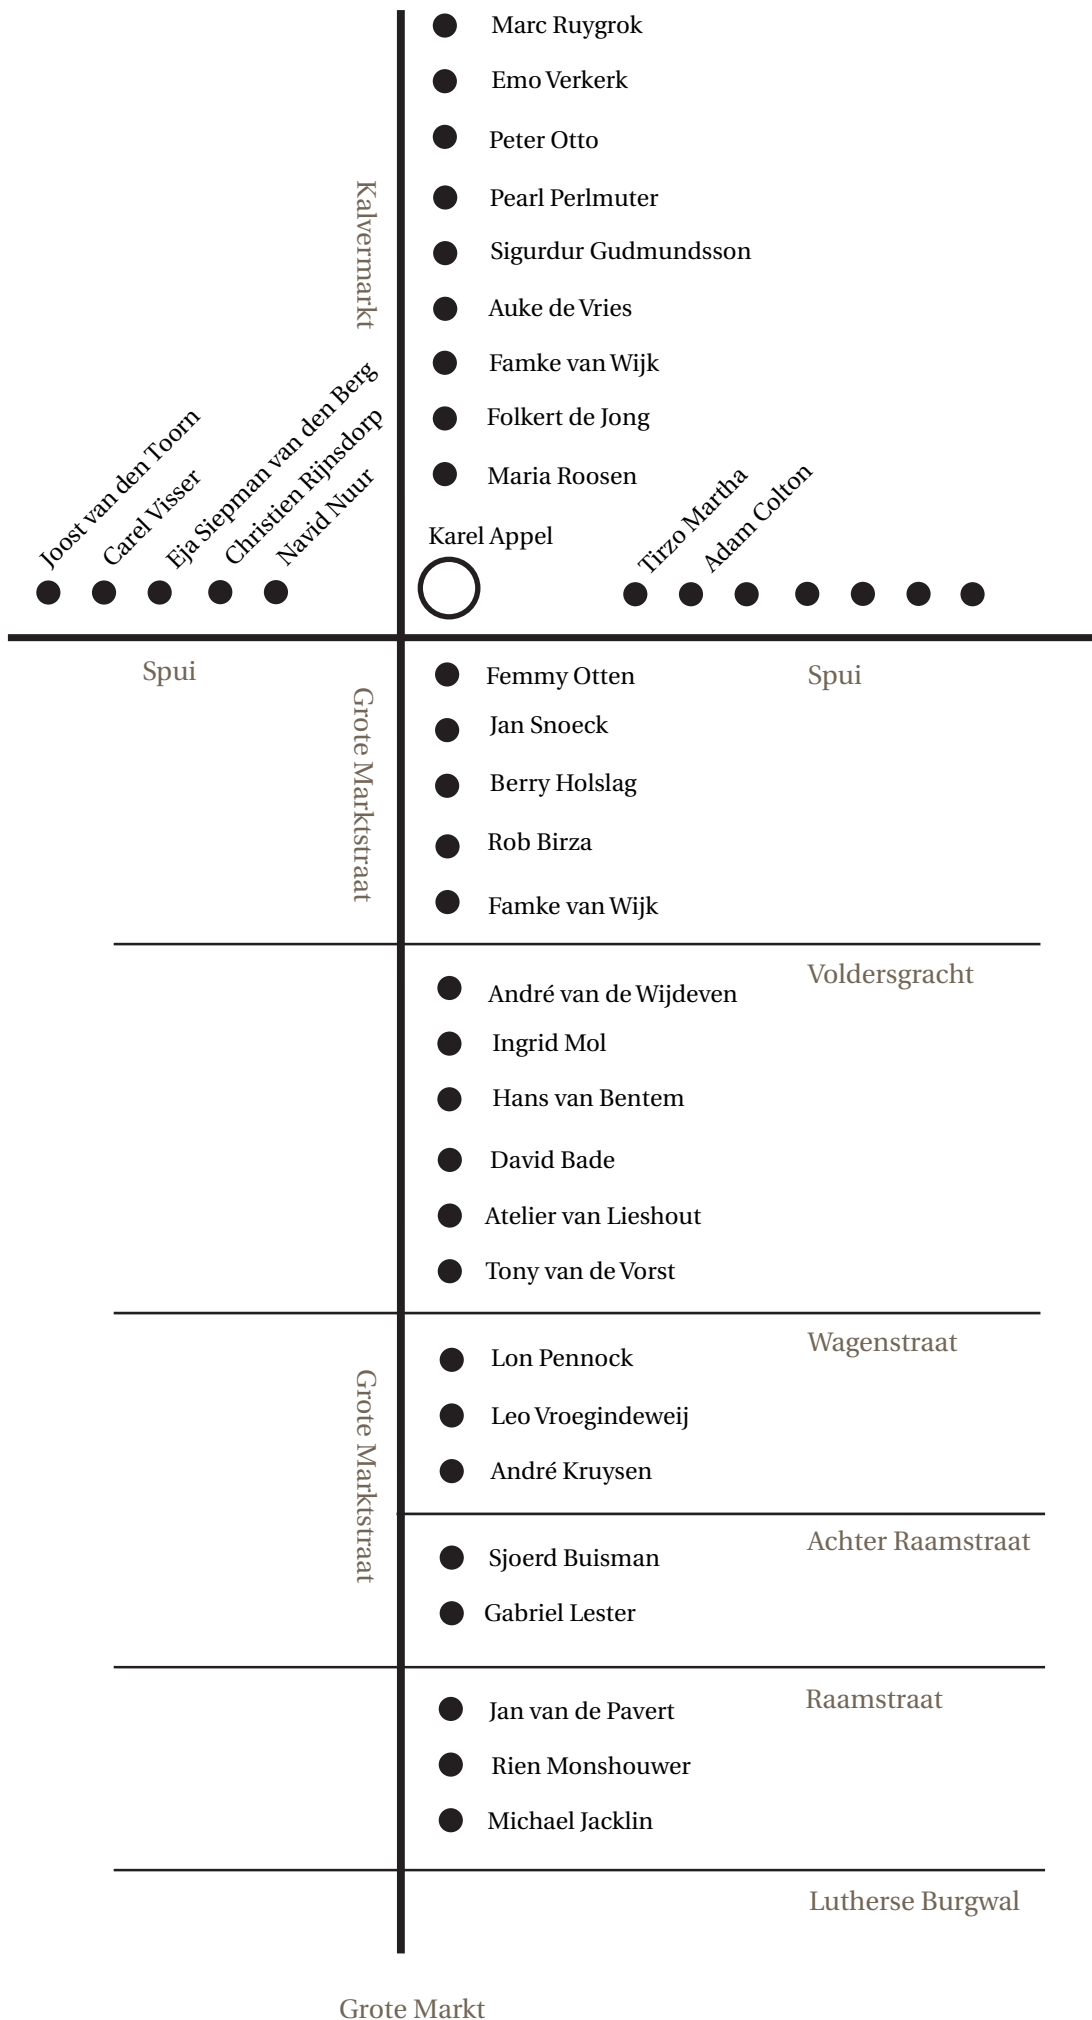 Marc Ruygrok
Emo Verkerk
Peter Otto
Pearl Perlmuter
Kalvermarkt
Sigurdur Gudmundsson
Auke de Vries
Famke van Wijk
Folkert de Jong
Maria Roosen
Joost van den Toorn
Carel Visser
Eja Siepman van den Berg
Christien Rijnsdorp
Navid Nuur
Karel Appel
Tirzo Martha
Adam Colton
Spui
Femmy Otten
Spui
Grote Marktstraat
Jan Snoeck
Berry Holslag
Rob Birza
Famke van Wijk
Voldersgracht
André van de Wijdeven
Ingrid Mol
Hans van Bentem
David Bade
Atelier van Lieshout
Tony van de Vorst
Wagenstraat
Lon Pennock
Grote Marktstraat
Leo Vroegindeweij
André Kruysen
Achter Raamstraat
Sjoerd Buisman
Gabriel Lester
Raamstraat
Jan van de Pavert
Rien Monshouwer
Michael Jacklin
Lutherse Burgwal
Grote Markt